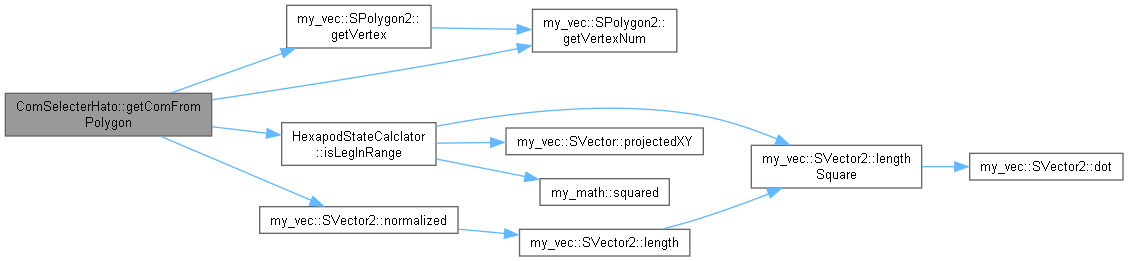 my_vec::SPolygon2::
getVertex
my_vec::SPolygon2::
getVertexNum
ComSelecterHato::getComFrom
Polygon
HexapodStateCalclator
::isLegInRange
my_vec::SVector::projectedXY
my_vec::SVector2::length
Square
my_vec::SVector2::dot
my_math::squared
my_vec::SVector2::normalized
my_vec::SVector2::length